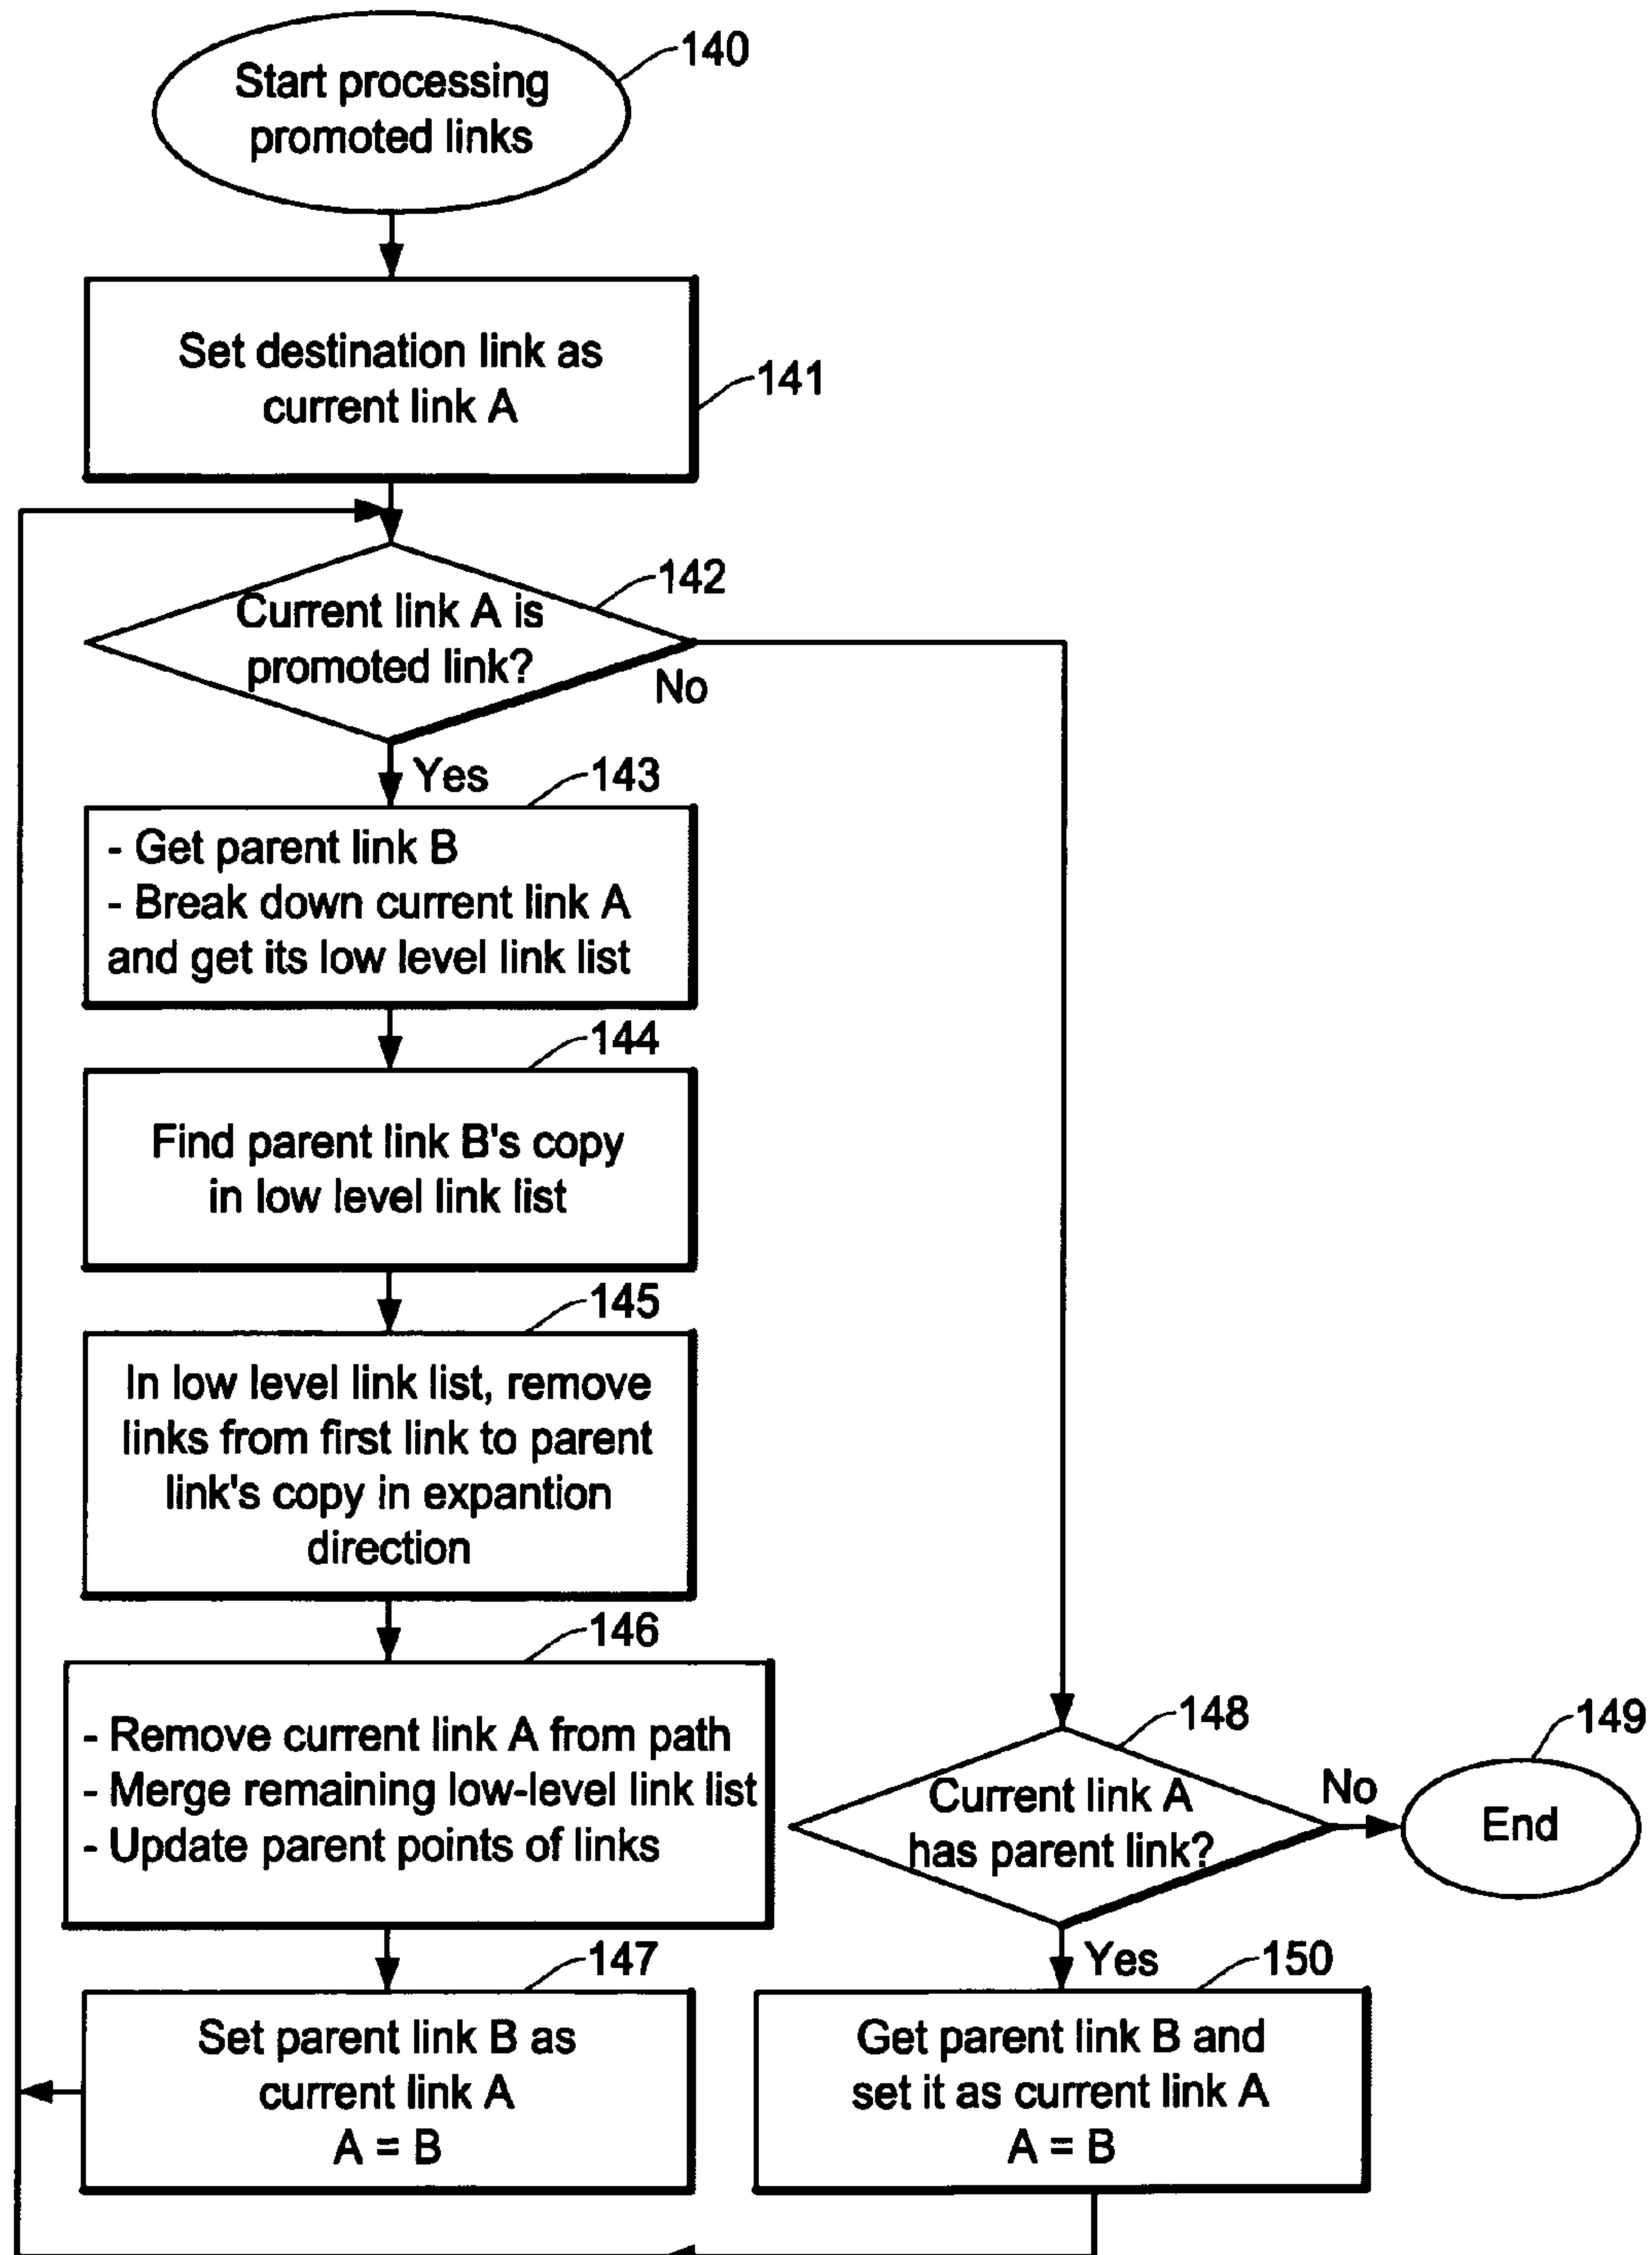 Start processing
promoted links
140
Set destination link as
current link A
141
142
Current link A is
promoted link?
No
Yes
143
- Get parent link B
- Break down current link A
and get its low level link list
144
Find parent link B's copy
in low level link list
145
In low level link list, remove
links from first link to parent
link's copy in expantion
direction
146
- Remove current link A from path
- Merge remaining low-level link list
- Update parent points of links
148
Current link A
has parent link?
No
149
End
147
Set parent link B as
current link A
A = B
Yes
150
Get parent link B and
set it as current link A
A = B